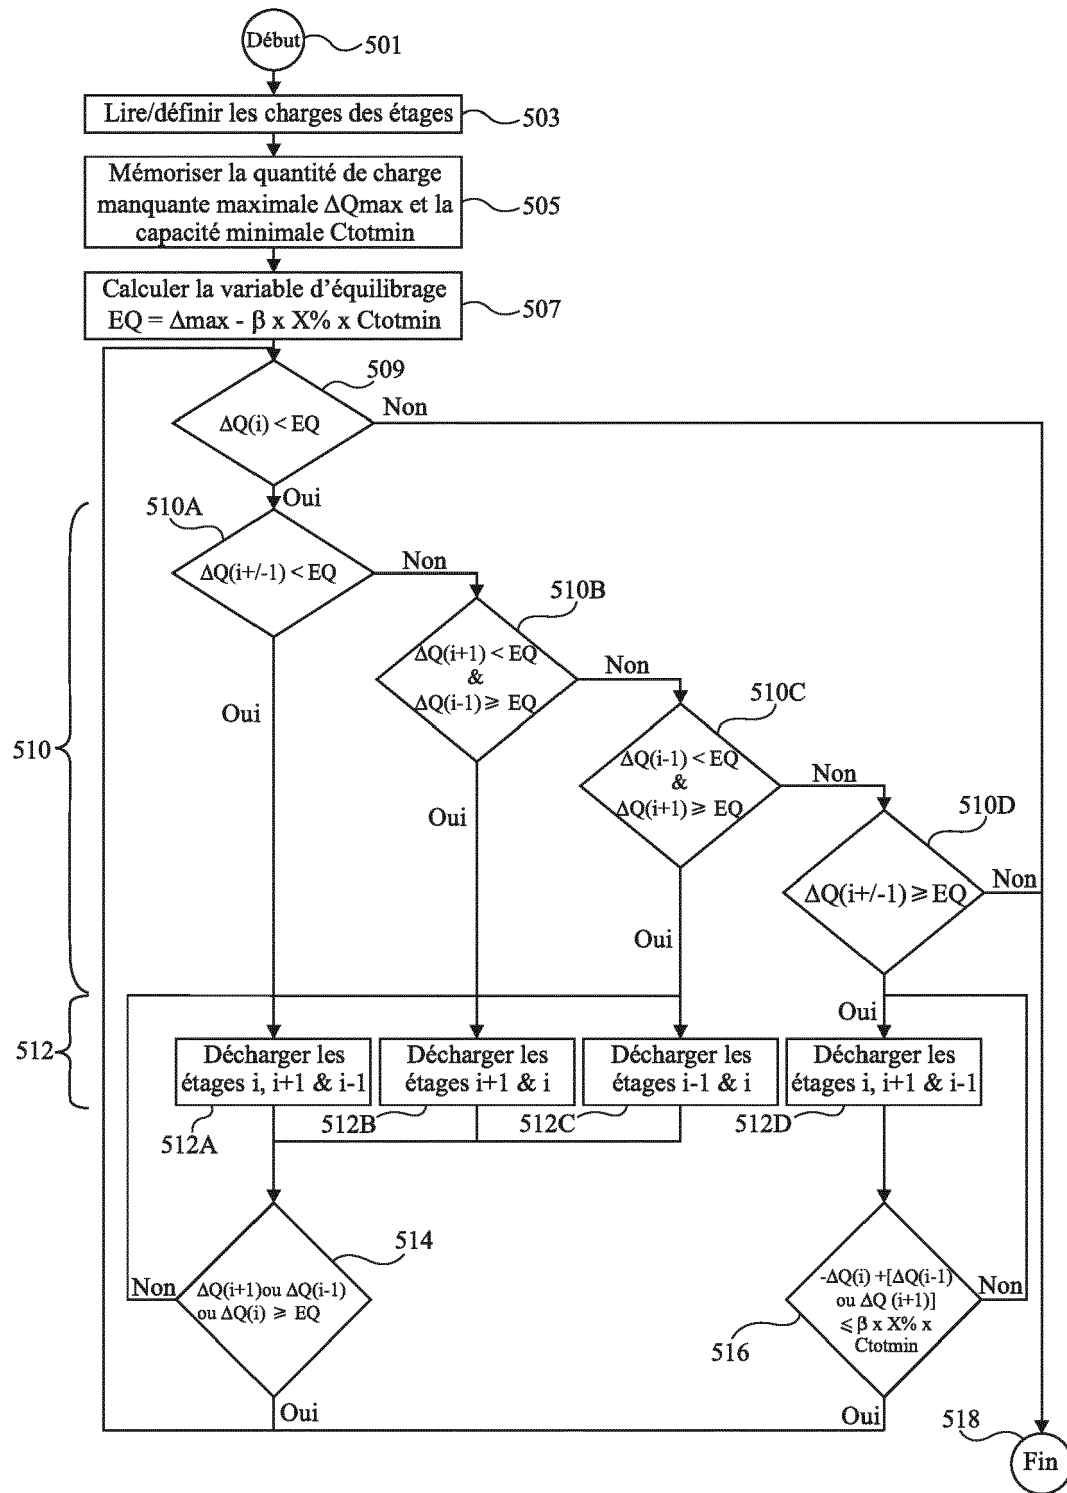 Début
501
Lire/définir les charges des étages
503
Mémoriser la quantité de charge
manquante maximale ΔQmax et la
capacité minimale Ctotmin
505
Calculer la variable d'équilibrage
EQ = Δmax - β x X% x Ctotmin
507
509
ΔQ(i) < EQ
Non
Oui
510A
ΔQ(i+/-1) < EQ
Non
510B
ΔQ(i+1) < EQ
&
ΔQ(i-1) ⩾ EQ
Non
Oui
510C
ΔQ(i-1) < EQ
&
ΔQ(i+1) ⩾ EQ
Non
510
Oui
510D
ΔQ(i+/-1) ⩾ EQ
Non
Oui
Oui
512
Décharger les
étages i, i+1 & i-1
Décharger les
étages i+1 & i
Décharger les
étages i-1 & i
Décharger les
étages i, i+1 & i-1
512A
512B
512C
512D
514
ΔQ(i+1)ou ΔQ(i-1)
ou ΔQ(i) ⩾ EQ
Non
Oui
-ΔQ(i) +[ΔQ(i-1)
ou ΔQ (i+1)]
⩽ β x X% x
Ctotmin
Non
516
Oui
518
Fin